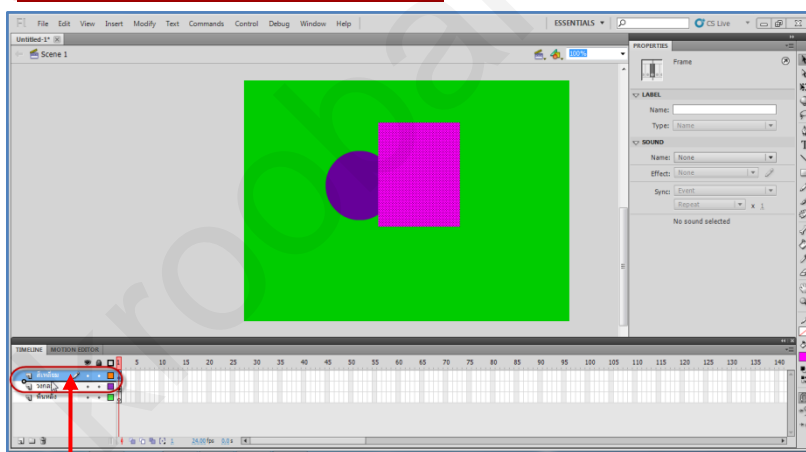 Fl File Edit View Insert Modify Text Commands Control Debug Window Help ESSENTIALS CS Live
Untitled-1*
Scene 1 100%
PROPERTIES
Frame
LABEL
Name:
Type: Name
SOUND
Name: None
Effect: None
Sync: Event
Repeat x 1
No sound selected
TIMELINE MOTION EDITOR
1 5 10 15 20 25 30 35 40 45 50 55 60 65 70 75 80 85 90 95 100 105 110 115 120 125 130 135 140
สี่เหลี่ยม
วงกลม
พื้นหลัง
1 24.00 fps 0.0 s
krooban